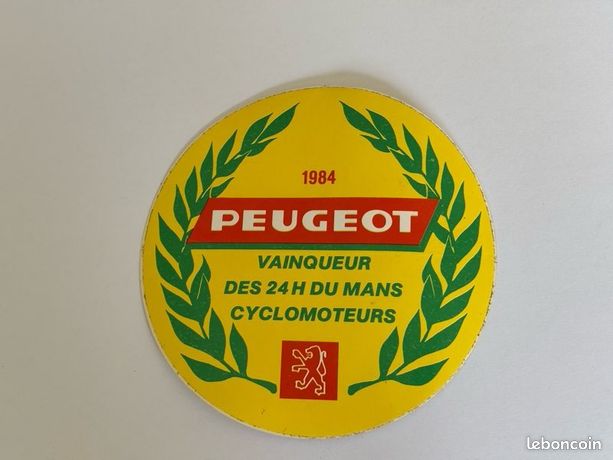 1984
PEUGEOT
VAINQUEUR
DES 24 H DU MANS
CYCLOMOTEURS
leboncoin